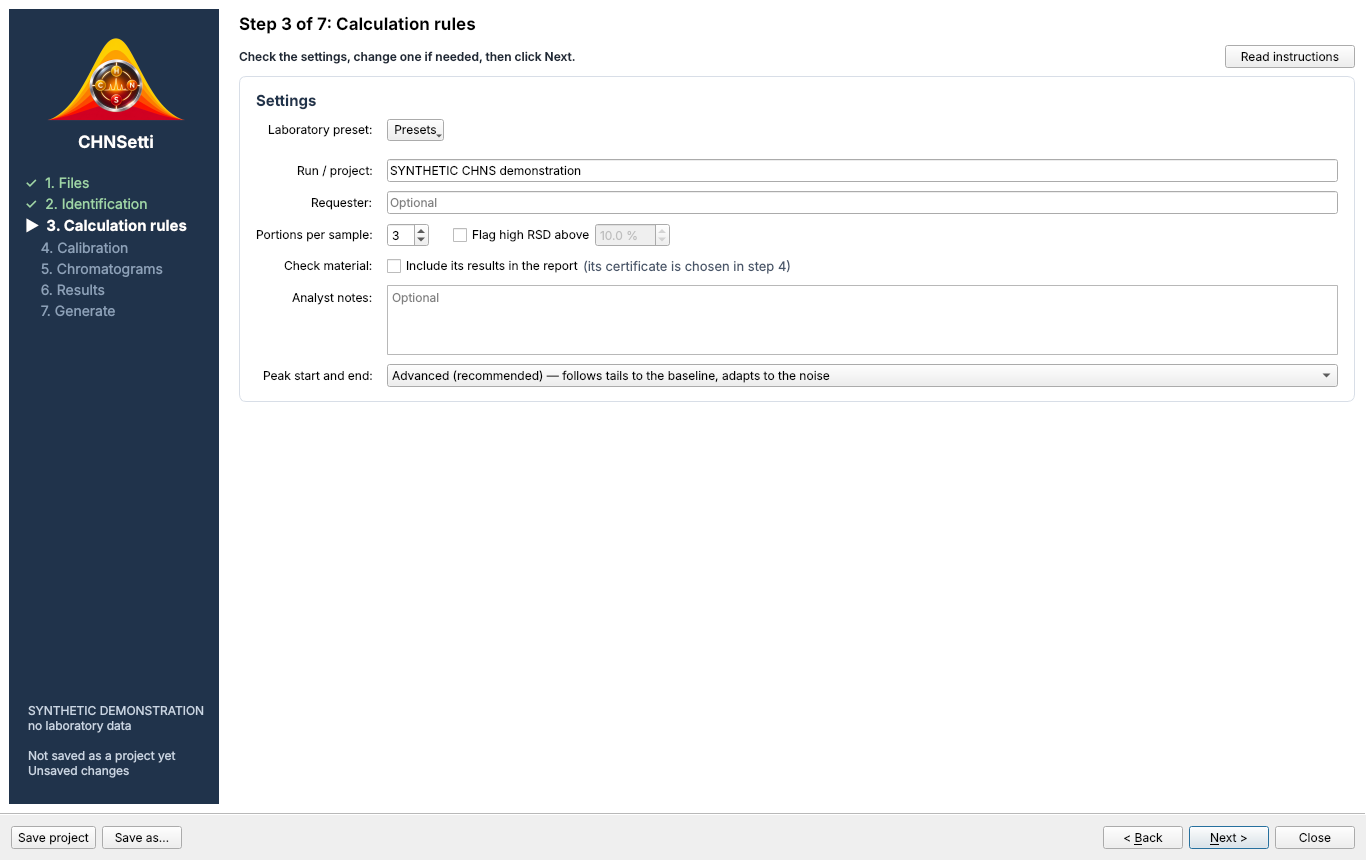 CHNSetti
✓ 1. Files
✓ 2. Identification
▶ 3. Calculation rules
4. Calibration
5. Chromatograms
6. Results
7. Generate
SYNTHETIC DEMONSTRATION
no laboratory data
Not saved as a project yet
Unsaved changes
Step 3 of 7: Calculation rules
Check the settings, change one if needed, then click Next.
Read instructions
Settings
Laboratory preset: Presets
Run / project: SYNTHETIC CHNS demonstration
Requester: Optional
Portions per sample: 3 Flag high RSD above 10.0 %
Check material: Include its results in the report (its certificate is chosen in step 4)
Analyst notes: Optional
Peak start and end: Advanced (recommended) — follows tails to the baseline, adapts to the noise
Save project Save as... < Back Next > Close